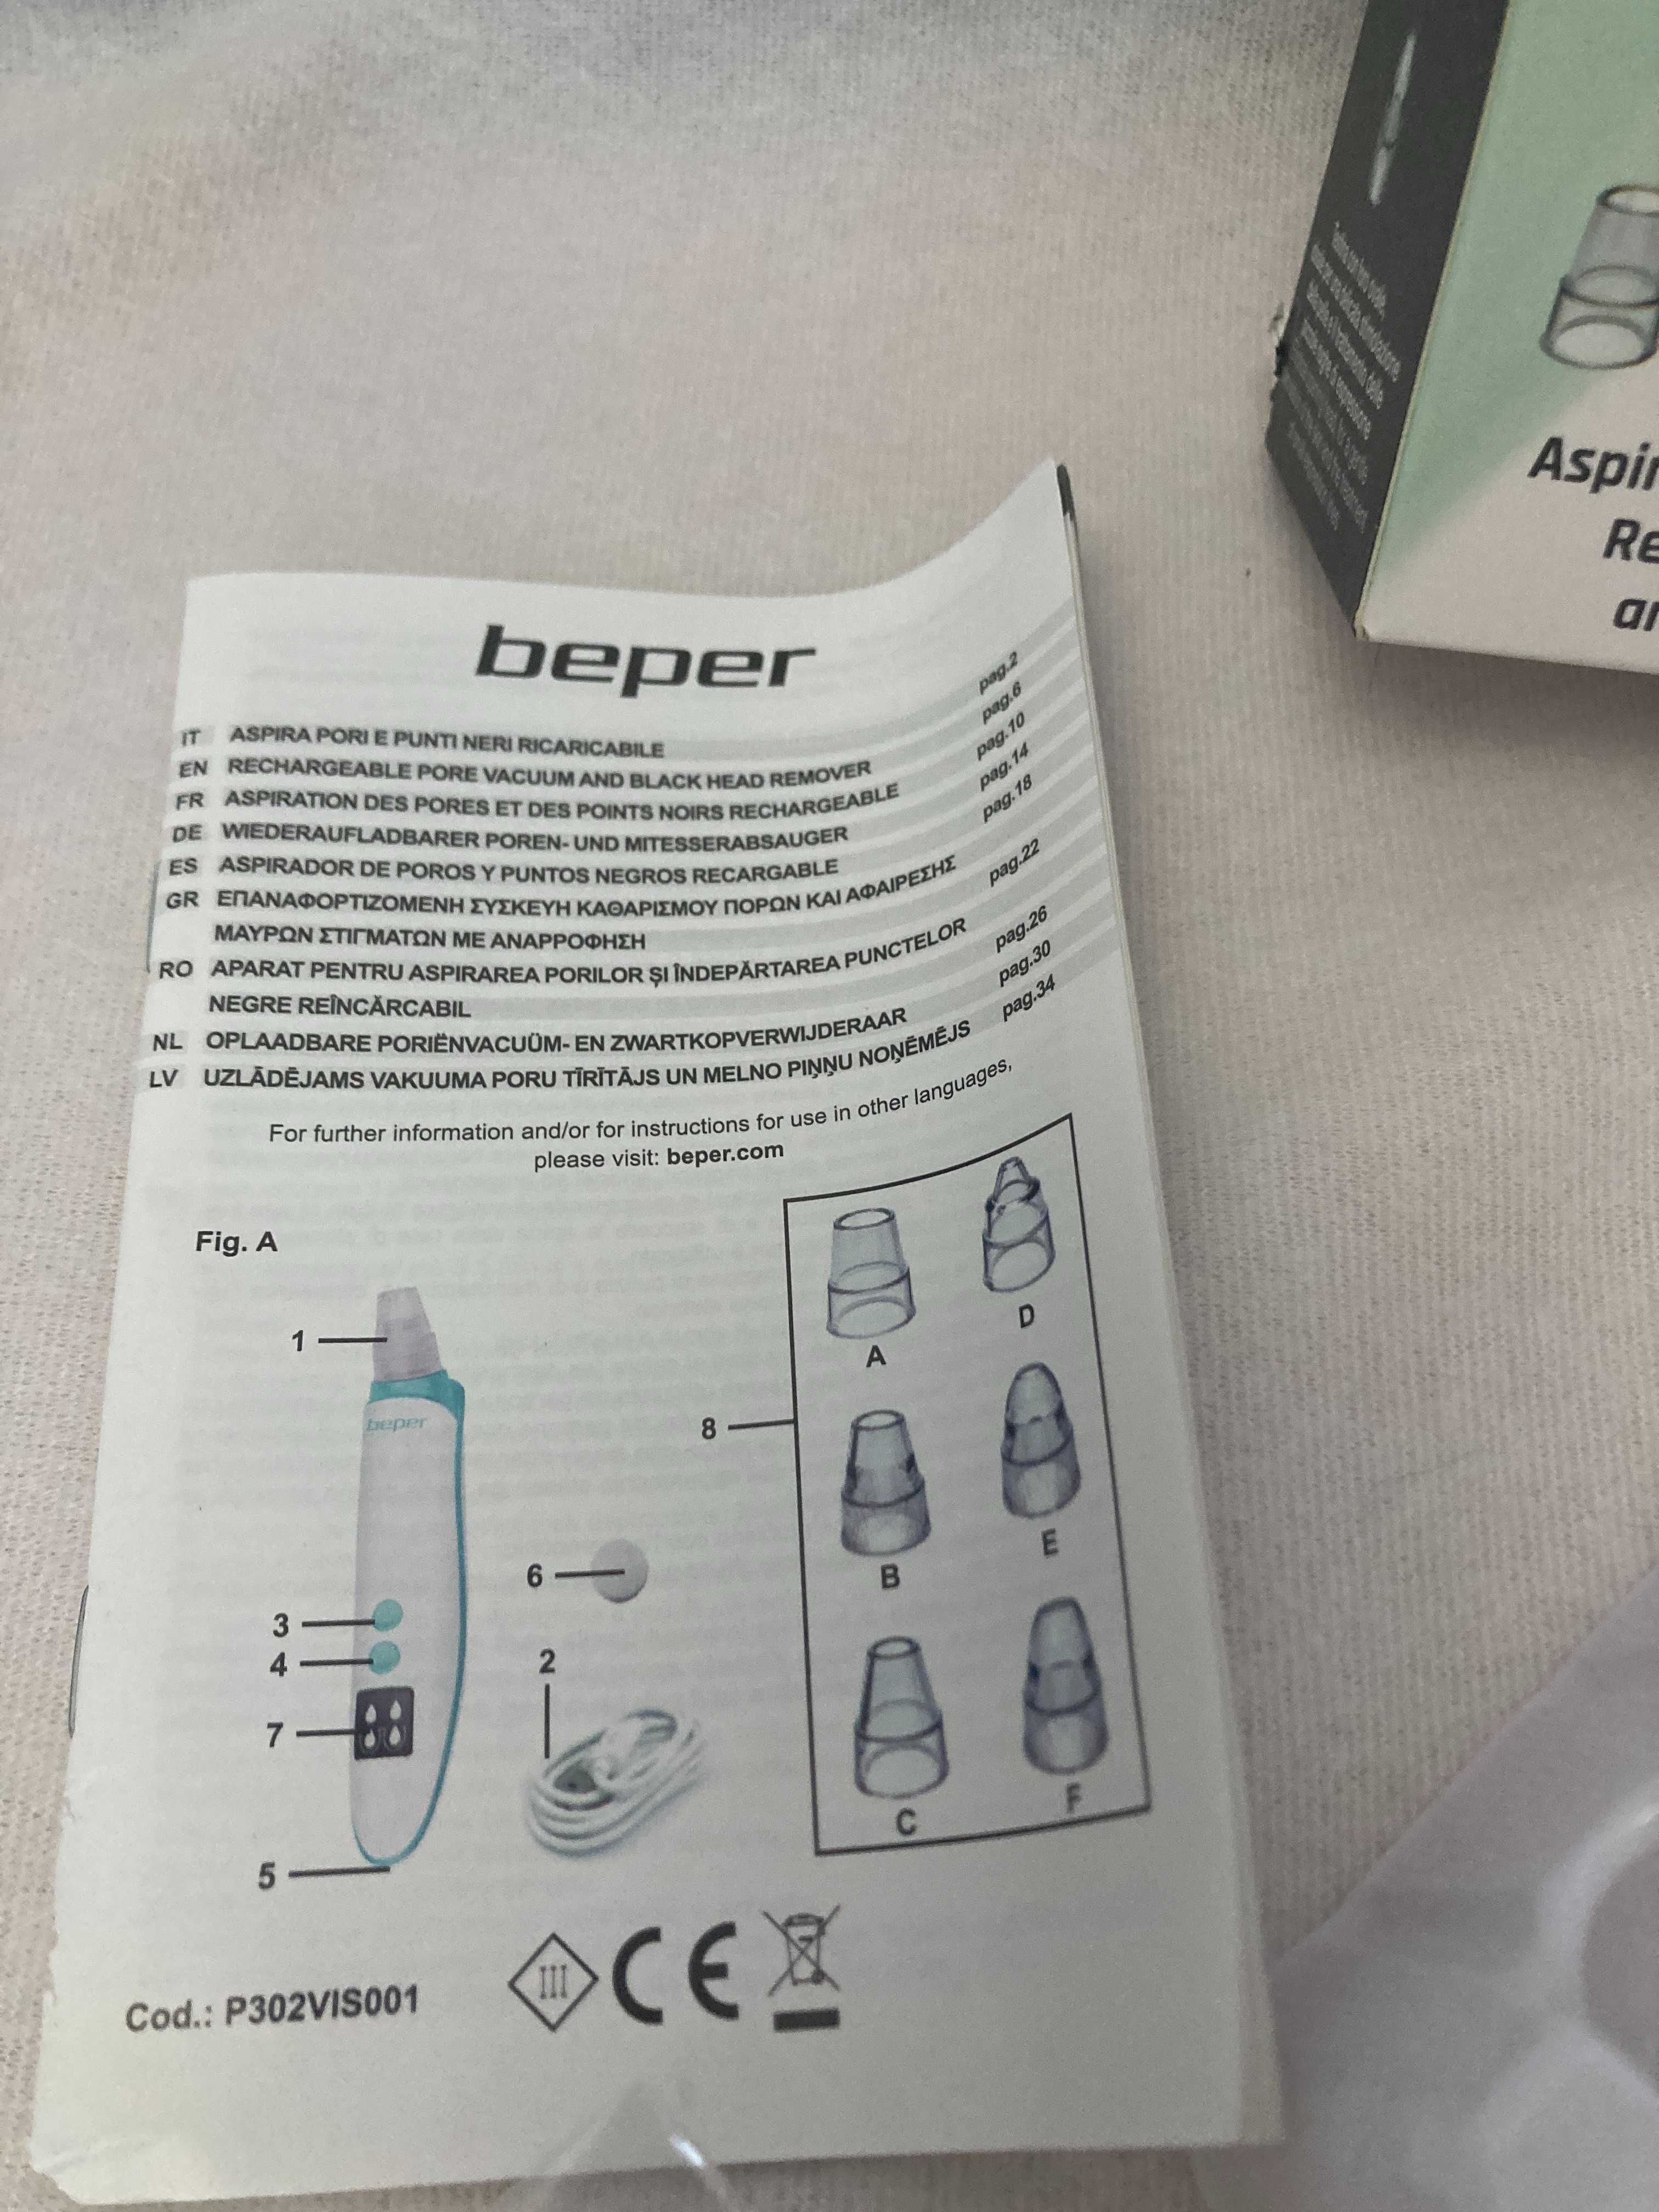 beper
IT ASPIRA PORI E PUNTI NERI RICARICABILE pag.2
EN RECHARGEABLE PORE VACUUM AND BLACK HEAD REMOVER pag.6
FR ASPIRATION DES PORES ET DES POINTS NOIRS RECHARGEABLE pag.10
DE WIEDERAUFLADBARER POREN- UND MITESSERABSAUGER pag.14
ES ASPIRADOR DE POROS Y PUNTOS NEGROS RECARGABLE pag.18
GR ΕΠΑΝΑΦΟΡΤΙΖΟΜΕΝΗ ΣΥΣΚΕΥΗ ΚΑΘΑΡΙΣΜΟΥ ΠΟΡΩΝ ΚΑΙ ΑΦΑΙΡΕΣΗΣ
ΜΑΥΡΩΝ ΣΤΙΓΜΑΤΩΝ ΜΕ ΑΝΑΡΡΟΦΗΣΗ pag.22
RO APARAT PENTRU ASPIRAREA PORILOR ȘI ÎNDEPĂRTAREA PUNCTELOR
NEGRE REÎNCĂRCABIL pag.26
NL OPLAADBARE PORIËNVACUÜM- EN ZWARTKOPVERWIJDERAAR pag.30
LV UZLĀDĒJAMS VAKUUMA PORU TĪRĪTĀJS UN MELNO PIŅŅU NOŅĒMĒJS pag.34
For further information and/or for instructions for use in other languages,
please visit: beper.com
Fig. A
1
beper
3
4
7
5
6
2
8
A
D
B
E
C
F
Cod.: P302VIS001
III CE
Aspir
Re
an